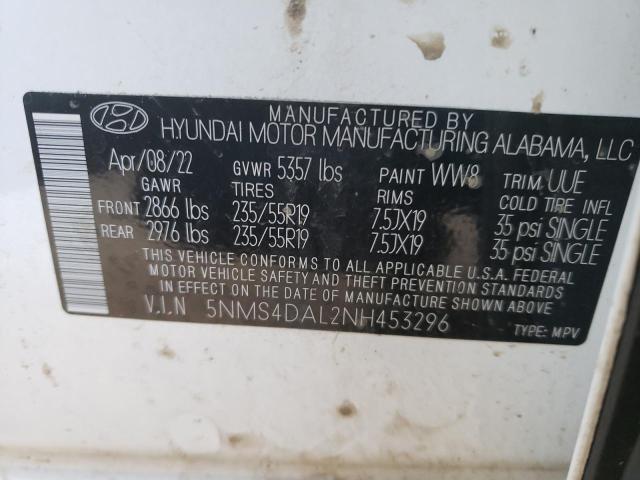 MANUFACTURED BY
HYUNDAI MOTOR MANUFACTURING ALABAMA, LLC
Apr/08/22 GVWR 5357 lbs PAINT WW8 TRIM UUE
GAWR TIRES RIMS COLD TIRE INFL
FRONT 2866 lbs 235/55R19 7.5JX19 35 psi SINGLE
REAR 2976 lbs 235/55R19 7.5JX19 35 psi SINGLE
THIS VEHICLE CONFORMS TO ALL APPLICABLE U.S.A. FEDERAL
MOTOR VEHICLE SAFETY AND THEFT PREVENTION STANDARDS
IN EFFECT ON THE DATE OF MANUFACTURE SHOWN ABOVE.
V.I.N 5NMS4DAL2NH453296 TYPE: MPV